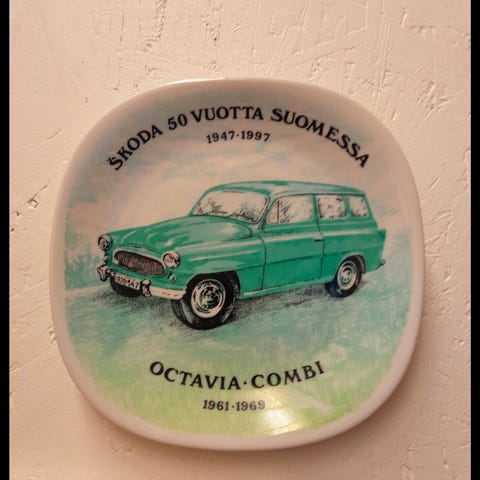 ŠKODA 50 VUOTTA SUOMESSA
1947·1997
OCTAVIA·COMBI
1961·1969